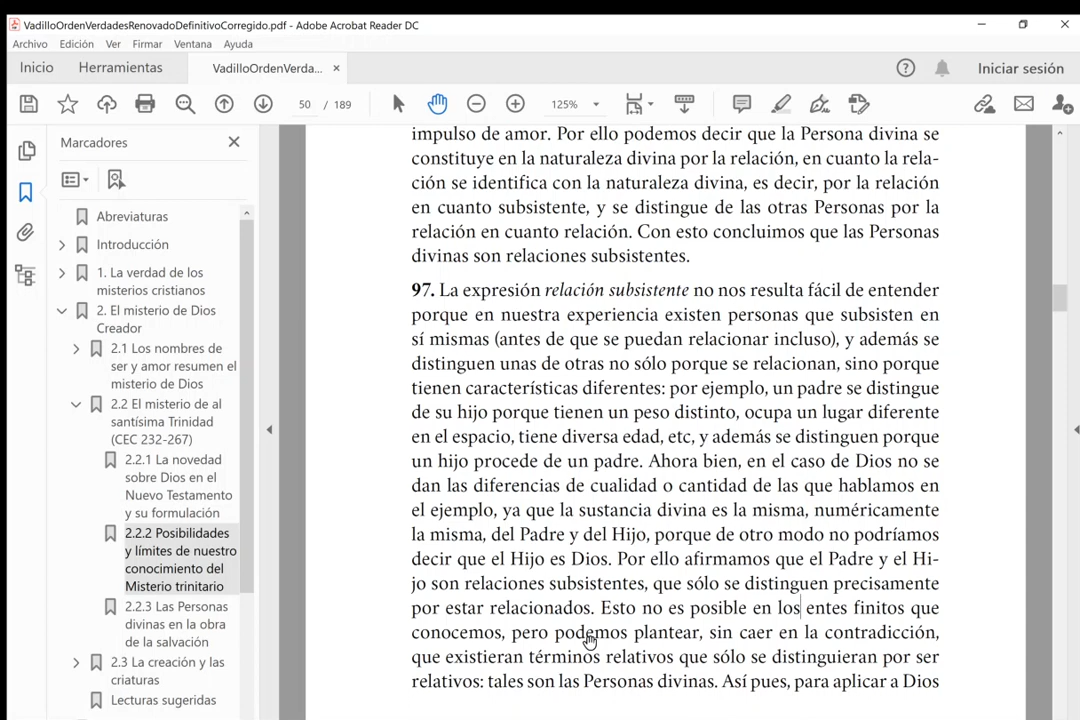 VadilloOrdenVerdadesRenovadoDefinitivoCorregido.pdf - Adobe Acrobat Reader DC
Archivo Edición Ver Firmar Ventana Ayuda
Inicio Herramientas VadilloOrdenVerda... × Iniciar sesión
50 / 189 125%
Marcadores
Abreviaturas
Introducción
1. La verdad de los
misterios cristianos
2. El misterio de Dios
Creador
2.1 Los nombres de
ser y amor resumen el
misterio de Dios
2.2 El misterio de al
santísima Trinidad
(CEC 232-267)
2.2.1 La novedad
sobre Dios en el
Nuevo Testamento
y su formulación
2.2.2 Posibilidades
y límites de nuestro
conocimiento del
Misterio trinitario
2.2.3 Las Personas
divinas en la obra
de la salvación
2.3 La creación y las
criaturas
Lecturas sugeridas
impulso de amor. Por ello podemos decir que la Persona divina se
constituye en la naturaleza divina por la relación, en cuanto la rela-
ción se identifica con la naturaleza divina, es decir, por la relación
en cuanto subsistente, y se distingue de las otras Personas por la
relación en cuanto relación. Con esto concluimos que las Personas
divinas son relaciones subsistentes.
97. La expresión relación subsistente no nos resulta fácil de entender
porque en nuestra experiencia existen personas que subsisten en
sí mismas (antes de que se puedan relacionar incluso), y además se
distinguen unas de otras no sólo porque se relacionan, sino porque
tienen características diferentes: por ejemplo, un padre se distingue
de su hijo porque tienen un peso distinto, ocupa un lugar diferente
en el espacio, tiene diversa edad, etc, y además se distinguen porque
un hijo procede de un padre. Ahora bien, en el caso de Dios no se
dan las diferencias de cualidad o cantidad de las que hablamos en
el ejemplo, ya que la sustancia divina es la misma, numéricamente
la misma, del Padre y del Hijo, porque de otro modo no podríamos
decir que el Hijo es Dios. Por ello afirmamos que el Padre y el Hi-
jo son relaciones subsistentes, que sólo se distinguen precisamente
por estar relacionados. Esto no es posible en los entes finitos que
conocemos, pero podemos plantear, sin caer en la contradicción,
que existieran términos relativos que sólo se distinguieran por ser
relativos: tales son las Personas divinas. Así pues, para aplicar a Dios